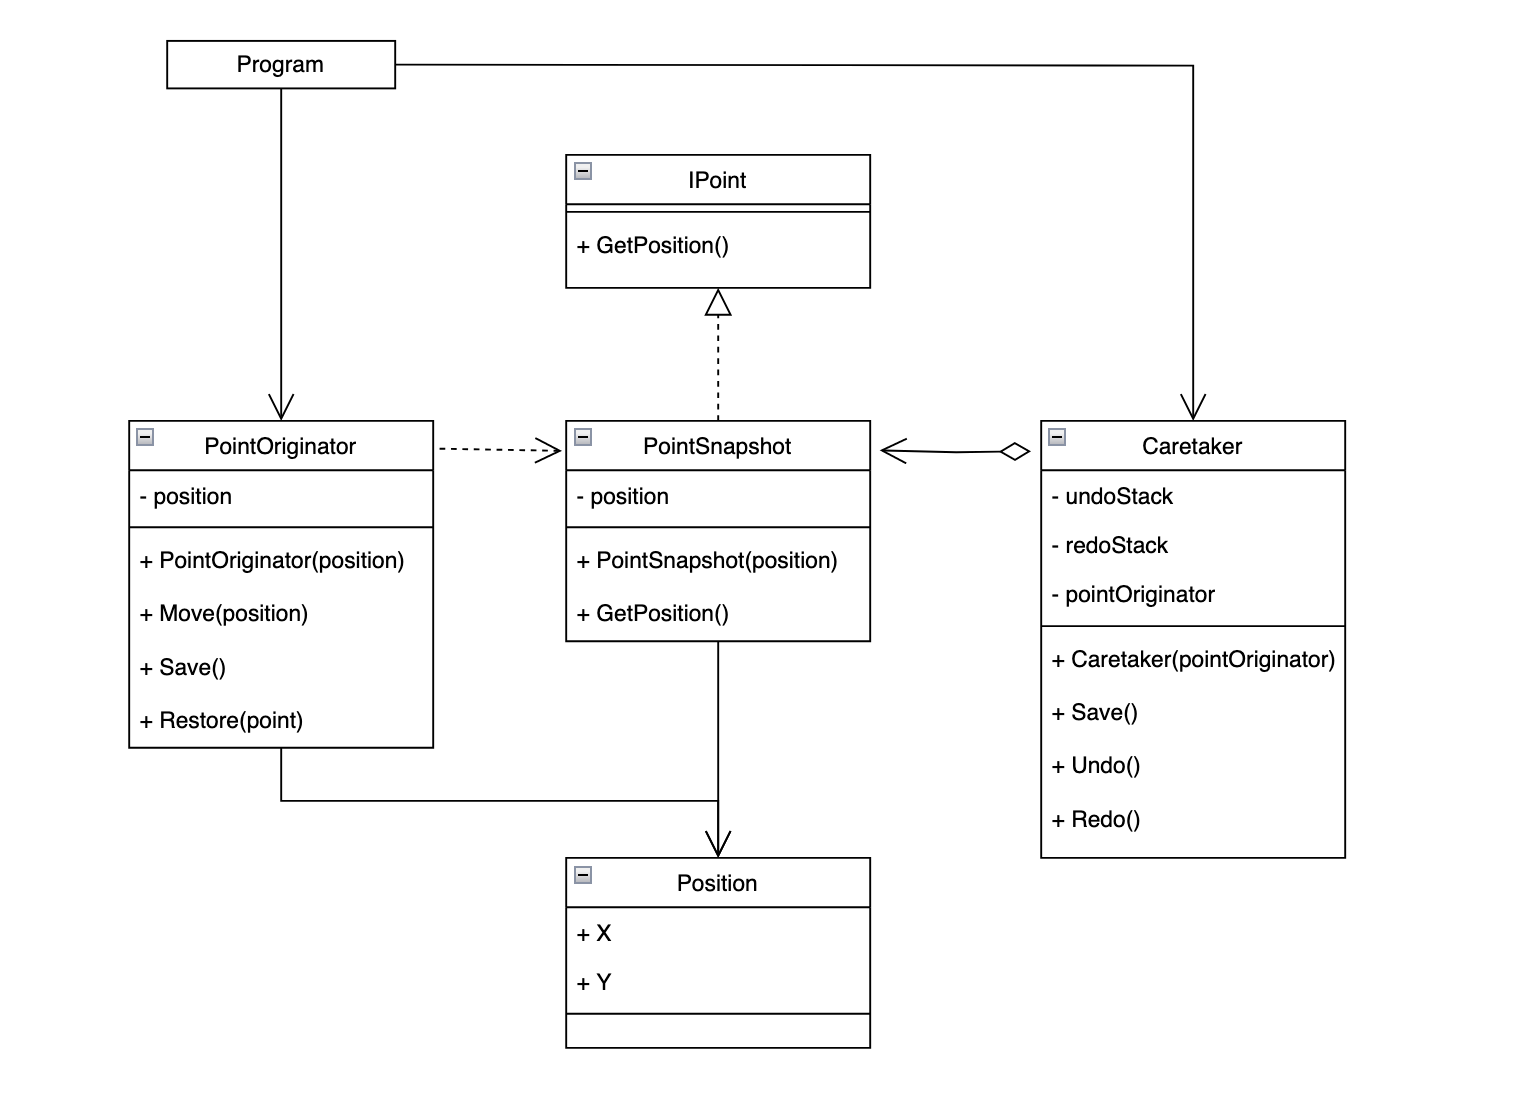 Program
IPoint
+ GetPosition()
PointOriginator
- position
+ PointOriginator(position)
+ Move(position)
+ Save()
+ Restore(point)
PointSnapshot
- position
+ PointSnapshot(position)
+ GetPosition()
Caretaker
- undoStack
- redoStack
- pointOriginator
+ Caretaker(pointOriginator)
+ Save()
+ Undo()
+ Redo()
Position
+ X
+ Y